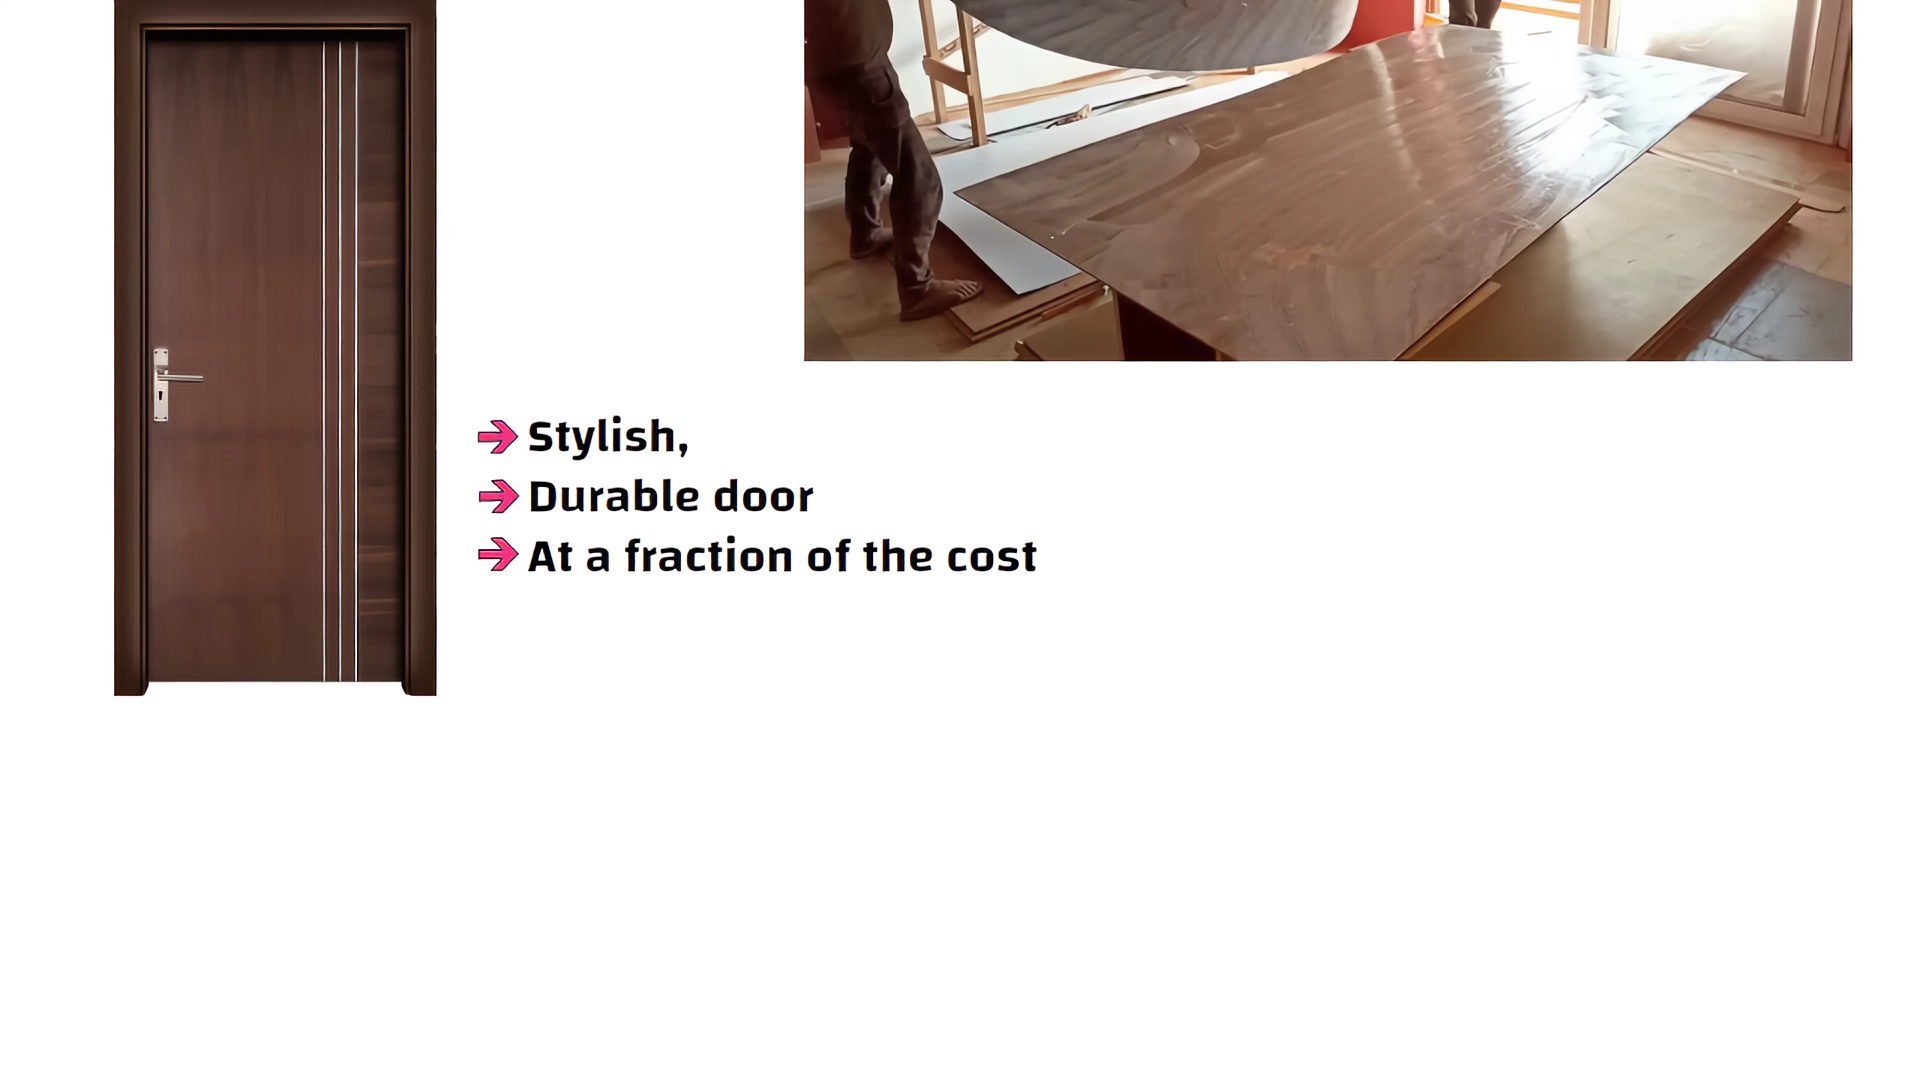 Stylish,
Durable door
At a fraction of the cost